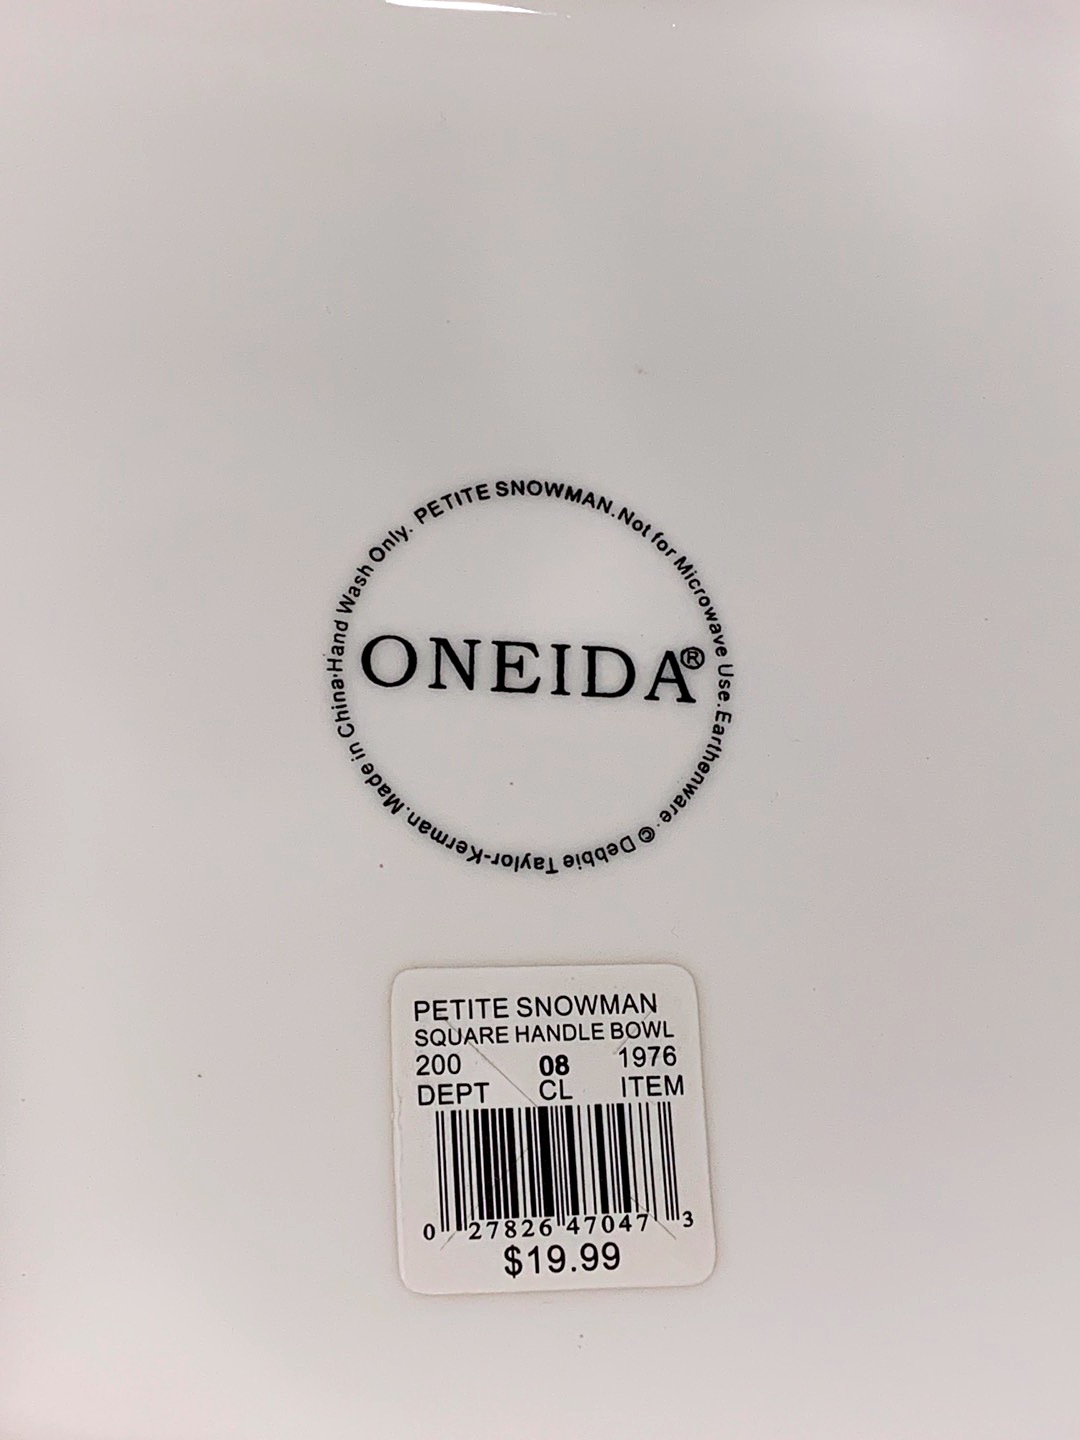 PETITE SNOWMAN.Not for Microwave Use.Earthenware.© Debbie Taylor-Kerman.Made in China·Hand Wash Only.
ONEIDA®
PETITE SNOWMAN
SQUARE HANDLE BOWL
200 08 1976
DEPT CL ITEM
0 27826 47047 3
$19.99